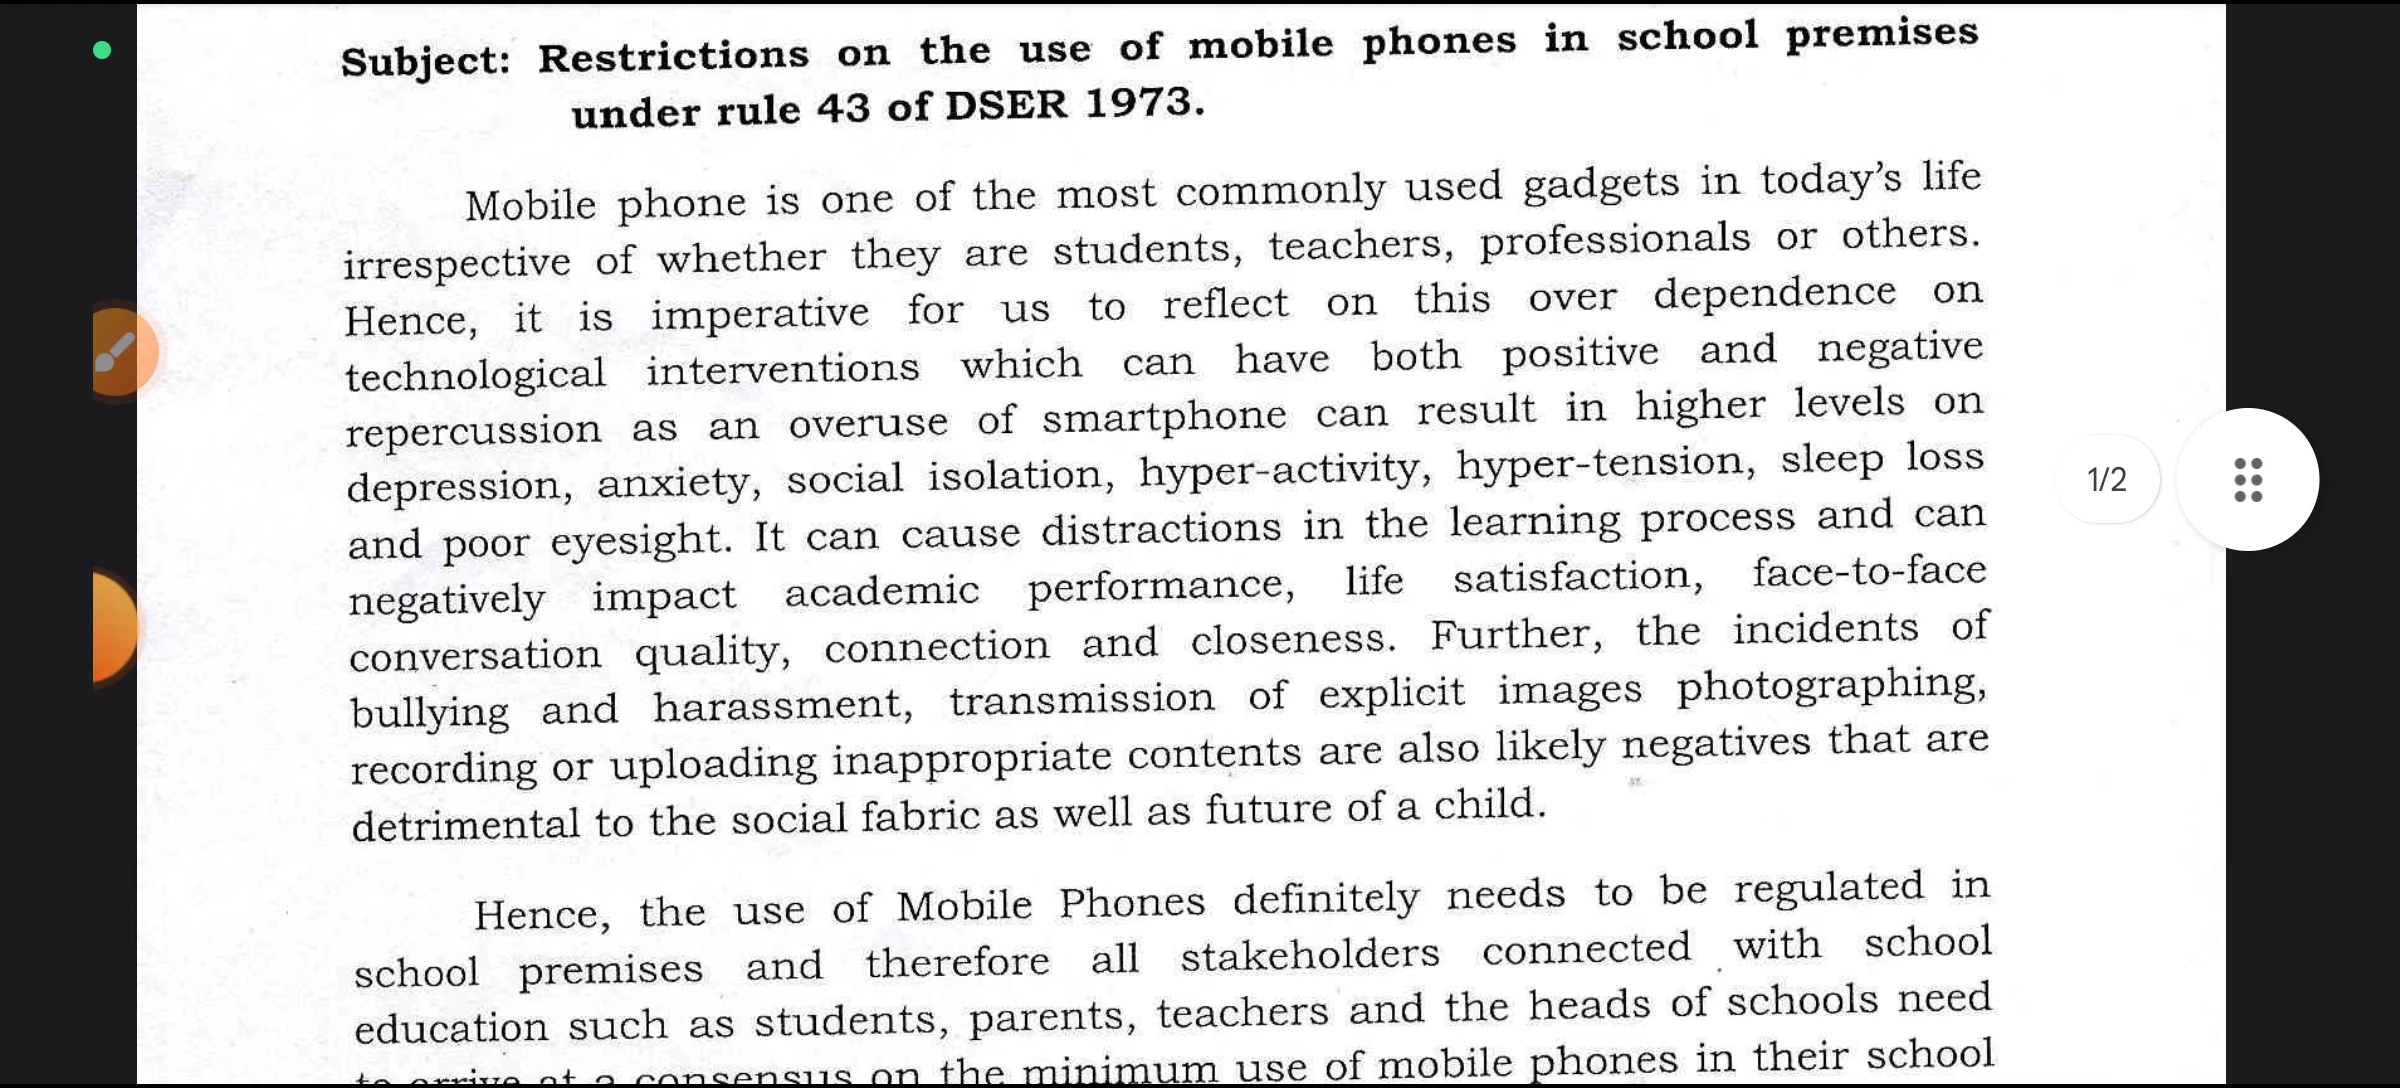 Subject: Restrictions on the use of mobile phones in school premises
under rule 43 of DSER 1973.
Mobile phone is one of the most commonly used gadgets in today's life
irrespective of whether they are students, teachers, professionals or others.
Hence, it is imperative for us to reflect on this over dependence on
technological interventions which can have both positive and negative
repercussion as an overuse of smartphone can result in higher levels on
depression, anxiety, social isolation, hyper-activity, hyper-tension, sleep loss
and poor eyesight. It can cause distractions in the learning process and can
negatively impact academic performance, life satisfaction, face-to-face
conversation quality, connection and closeness. Further, the incidents of
bullying and harassment, transmission of explicit images photographing,
recording or uploading inappropriate contents are also likely negatives that are
detrimental to the social fabric as well as future of a child.
Hence, the use of Mobile Phones definitely needs to be regulated in
school premises and therefore all stakeholders connected with school
education such as students, parents, teachers and the heads of schools need
to arrive at a consensus on the minimum use of mobile phones in their school
1/2